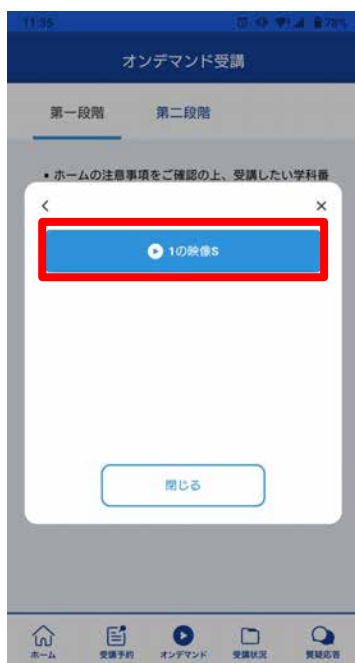 11:35
78%
オンデマンド受講
第一段階 第二段階
• ホームの注意事項をご確認の上、受講したい学科番
1の映像S
閉じる
ホーム 受講予約 オンデマンド 受講状況 質疑応答